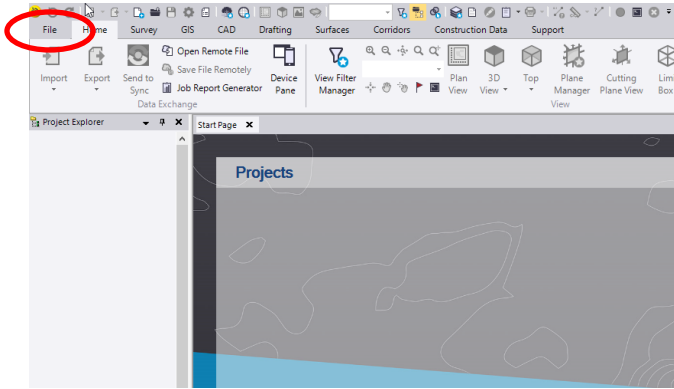 File Home Survey GIS CAD Drafting Surfaces Corridors Construction Data Support
Open Remote File
Save File Remotely
Job Report Generator
Import Export Send to Sync Device Pane View Filter Manager Plan View 3D View Top Plane Manager Cutting Plane View Lim Box
Data Exchange View
Project Explorer
Start Page
Projects